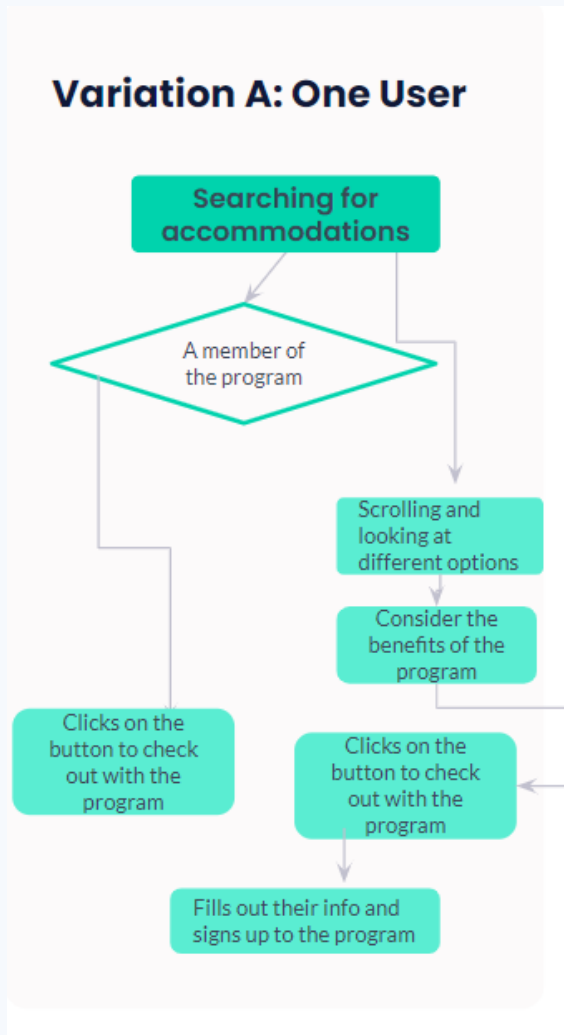 Variation A: One User
Searching for
accommodations
A member of
the program
Scrolling and
looking at
different options
Consider the
benefits of the
program
Clicks on the
button to check
out with the
program
Clicks on the
button to check
out with the
program
Fills out their info and
signs up to the program